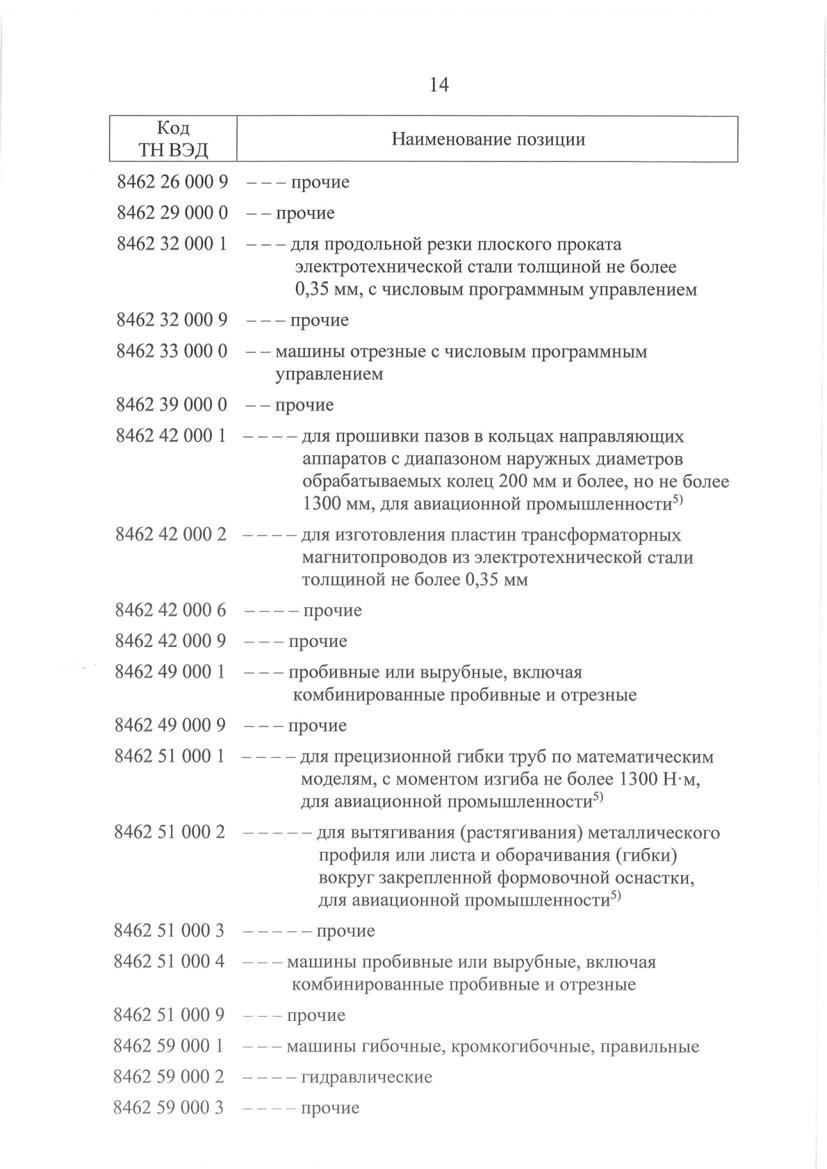 14
Код
ТН ВЭД
Наименование позиции
8462 26 000 9 – – – прочие
8462 29 000 0 – – прочие
8462 32 000 1 – – – для продольной резки плоского проката
электротехнической стали толщиной не более
0,35 мм, с числовым программным управлением
8462 32 000 9 – – – прочие
8462 33 000 0 – – машины отрезные с числовым программным
управлением
8462 39 000 0 – – прочие
8462 42 000 1 – – – – для прошивки пазов в кольцах направляющих
аппаратов с диапазоном наружных диаметров
обрабатываемых колец 200 мм и более, но не более
1300 мм, для авиационной промышленности5)
8462 42 000 2 – – – – для изготовления пластин трансформаторных
магнитопроводов из электротехнической стали
толщиной не более 0,35 мм
8462 42 000 6 – – – – прочие
8462 42 000 9 – – – прочие
8462 49 000 1 – – – пробивные или вырубные, включая
комбинированные пробивные и отрезные
8462 49 000 9 – – – прочие
8462 51 000 1 – – – – для прецизионной гибки труб по математическим
моделям, с моментом изгиба не более 1300 Н·м,
для авиационной промышленности5)
8462 51 000 2 – – – – – для вытягивания (растягивания) металлического
профиля или листа и оборачивания (гибки)
вокруг закрепленной формовочной оснастки,
для авиационной промышленности5)
8462 51 000 3 – – – – – прочие
8462 51 000 4 – – – машины пробивные или вырубные, включая
комбинированные пробивные и отрезные
8462 51 000 9 – – – прочие
8462 59 000 1 – – – машины гибочные, кромкогибочные, правильные
8462 59 000 2 – – – – гидравлические
8462 59 000 3 – – – – прочие